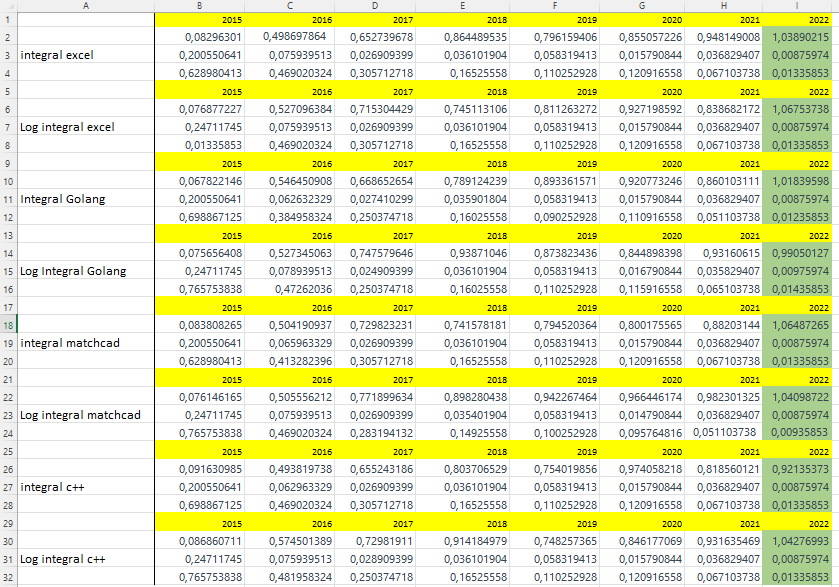 A B C D E F G H I
1 2015 2016 2017 2018 2019 2020 2021 2022
2 0,08296301 0,498697864 0,652739678 0,864489535 0,796159406 0,855057226 0,948149008 1,03890215
3 integral excel 0,200550641 0,075939513 0,026909399 0,036101904 0,058319413 0,015790844 0,036829407 0,00875974
4 0,628980413 0,469020324 0,305712718 0,16525558 0,110252928 0,120916558 0,067103738 0,01335853
5 2015 2016 2017 2018 2019 2020 2021 2022
6 0,076877227 0,527096384 0,715304429 0,745113106 0,811263272 0,927198592 0,838682172 1,06753738
7 Log integral excel 0,24711745 0,075939513 0,026909399 0,036101904 0,058319413 0,015790844 0,036829407 0,00875974
8 0,01335853 0,469020324 0,305712718 0,16525558 0,110252928 0,120916558 0,067103738 0,01335853
9 2015 2016 2017 2018 2019 2020 2021 2022
10 0,067822146 0,546450908 0,668652654 0,789124239 0,893361571 0,920773246 0,860103111 1,01839598
11 Integral Golang 0,200550641 0,062632329 0,027410299 0,035901804 0,058319413 0,015790844 0,036829407 0,00875974
12 0,698867125 0,384958324 0,250374718 0,16025558 0,090252928 0,110916558 0,051103738 0,01235853
13 2015 2016 2017 2018 2019 2020 2021 2022
14 0,075656408 0,527345063 0,747579646 0,93871046 0,873823436 0,844898398 0,93160615 0,99050127
15 Log Integral Golang 0,24711745 0,078939513 0,024909399 0,036101904 0,058319413 0,016790844 0,035829407 0,00975974
16 0,765753838 0,47262036 0,250374718 0,16025558 0,110252928 0,115916558 0,065103738 0,01435853
17 2015 2016 2017 2018 2019 2020 2021 2022
18 0,083808265 0,504190937 0,729823231 0,741578181 0,794520364 0,800175565 0,88203144 1,06487265
19 integral matchcad 0,200550641 0,065963329 0,026909399 0,036101904 0,058319413 0,015790844 0,036829407 0,00875974
20 0,628980413 0,413282396 0,305712718 0,16525558 0,110252928 0,120916558 0,067103738 0,01335853
21 2015 2016 2017 2018 2019 2020 2021 2022
22 0,076146165 0,505556212 0,771899634 0,898280438 0,942267464 0,966446174 0,982301325 1,04098722
23 Log integral matchcad 0,24711745 0,075939513 0,026909399 0,035401904 0,058319413 0,014790844 0,036829407 0,00875974
24 0,765753838 0,469020324 0,283194132 0,14925558 0,100252928 0,095764816 0,051103738 0,00935853
25 2015 2016 2017 2018 2019 2020 2021 2022
26 0,091630985 0,493819738 0,655243186 0,803706529 0,754019856 0,974058218 0,818560121 0,92135373
27 integral c++ 0,200550641 0,062963329 0,026909399 0,036101904 0,058319413 0,015790844 0,036829407 0,00875974
28 0,698867125 0,469020324 0,305712718 0,16525558 0,110252928 0,120916558 0,067103738 0,01335853
29 2015 2016 2017 2018 2019 2020 2021 2022
30 0,086860711 0,574501389 0,72981911 0,914184979 0,748257365 0,846177069 0,931635469 1,04276993
31 Log integral c++ 0,24711745 0,075939513 0,028909399 0,036101904 0,058319413 0,015790844 0,036829407 0,00875974
32 0,765753838 0,481958324 0,250374718 0,16525558 0,110252928 0,120916558 0,067103738 0,01335853